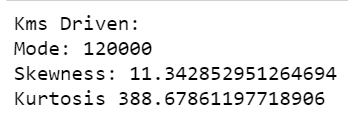 Kms Driven:
Mode: 120000
Skewness: 11.342852951264694
Kurtosis 388.67861197718906